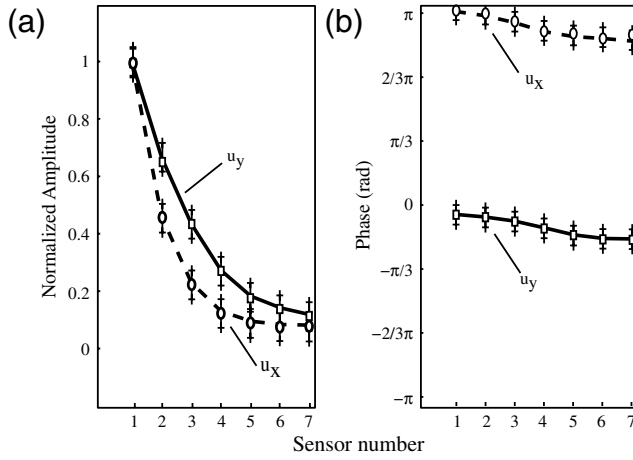 (a)
(b)
Normalized Amplitude
1
0.8
0.6
0.4
0.2
0
u_y
u_x
1 2 3 4 5 6 7
Phase (rad)
π
2/3π
π/3
0
−π/3
−2/3π
−π
u_x
u_y
1 2 3 4 5 6 7
Sensor number